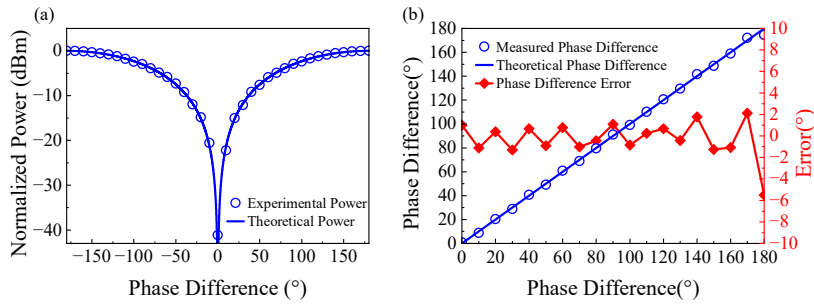 (a)
Normalized Power (dBm)
0
−10
−20
−30
−40
Experimental Power
Theoretical Power
−150 −100 −50 0 50 100 150
Phase Difference (°)
(b)
Phase Difference(°)
180
160
140
120
100
80
60
40
20
0
Measured Phase Difference
Theoretical Phase Difference
Phase Difference Error
10
8
6
4
2
0
−2
−4
−6
−8
−10
Error(°)
0 20 40 60 80 100 120 140 160 180
Phase Difference(°)